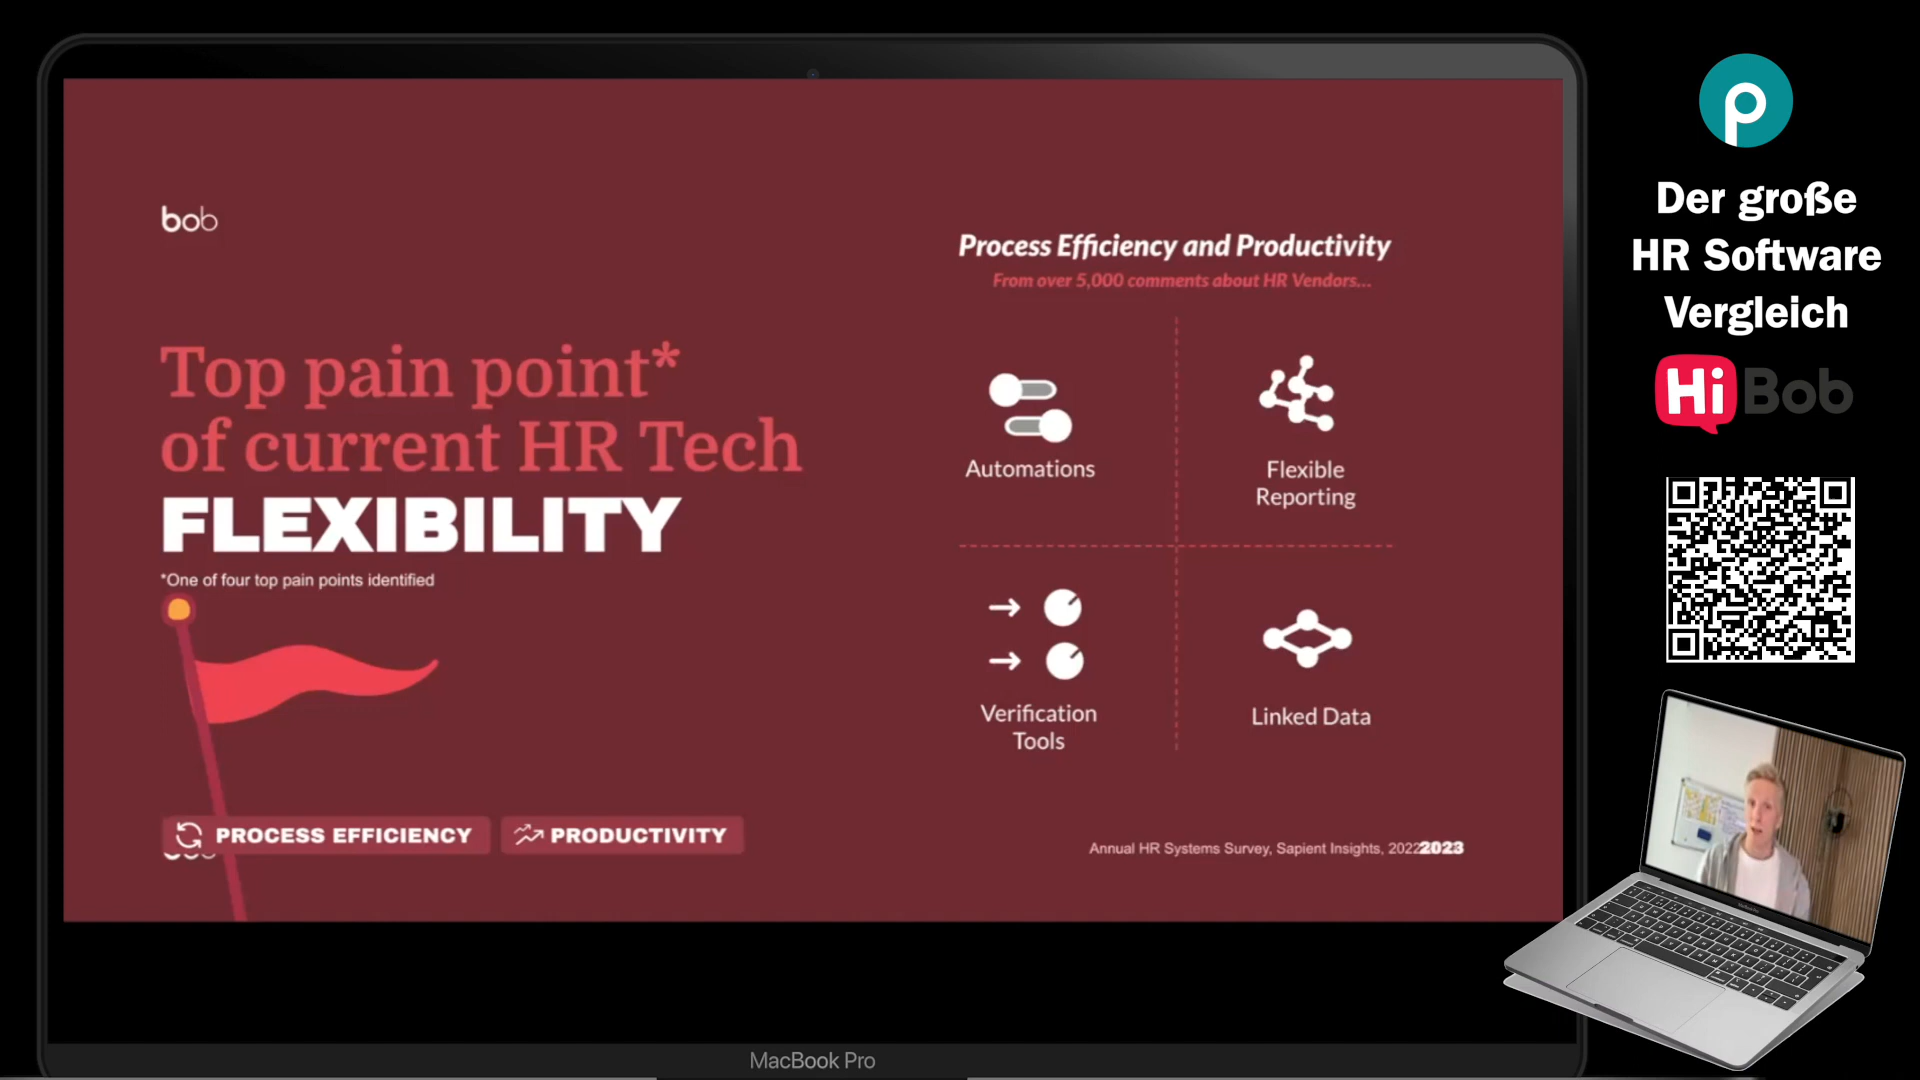 bob
Top pain point*
of current HR Tech
FLEXIBILITY
*One of four top pain points identified
PROCESS EFFICIENCY
PRODUCTIVITY
Process Efficiency and Productivity
From over 5,000 comments about HR Vendors...
Automations
Flexible
Reporting
Verification
Tools
Linked Data
Annual HR Systems Survey, Sapient Insights, 2022
2023
MacBook Pro
p
Der große
HR Software
Vergleich
Hi Bob